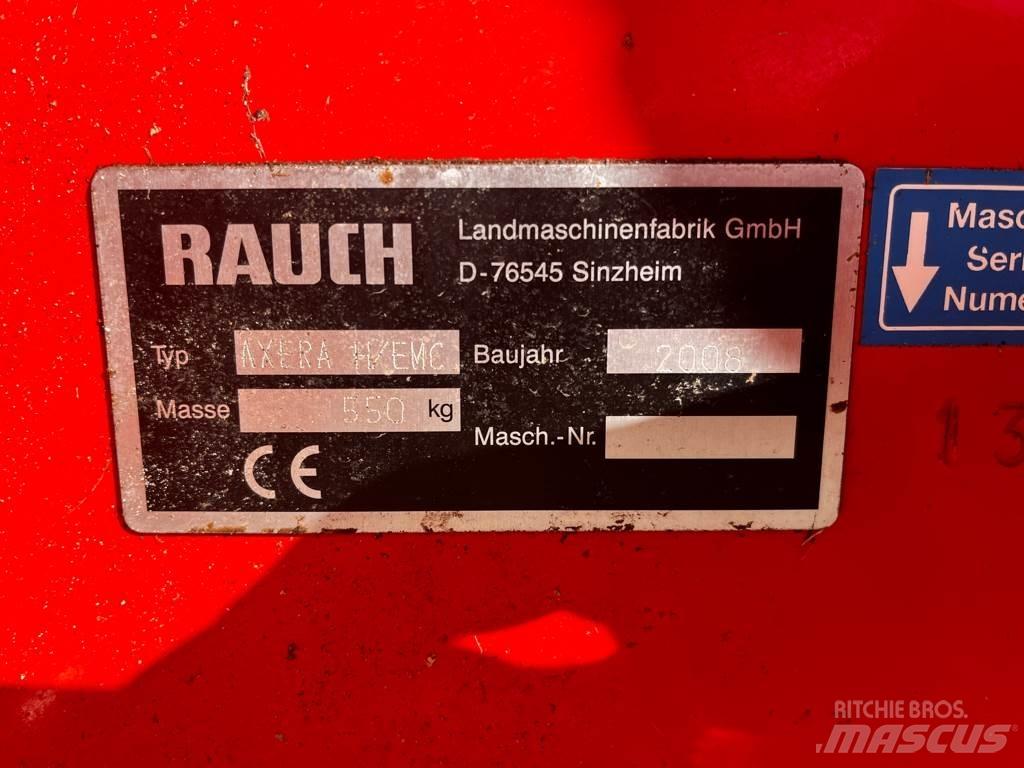 RAUCH
Landmaschinenfabrik GmbH
D-76545 Sinzheim
Typ AXERA H/EMC
Baujahr 2008
Masse 550 kg
Masch.-Nr.
CE
Masc
Seri
Nume
13
RITCHIE BROS.
MASCUS